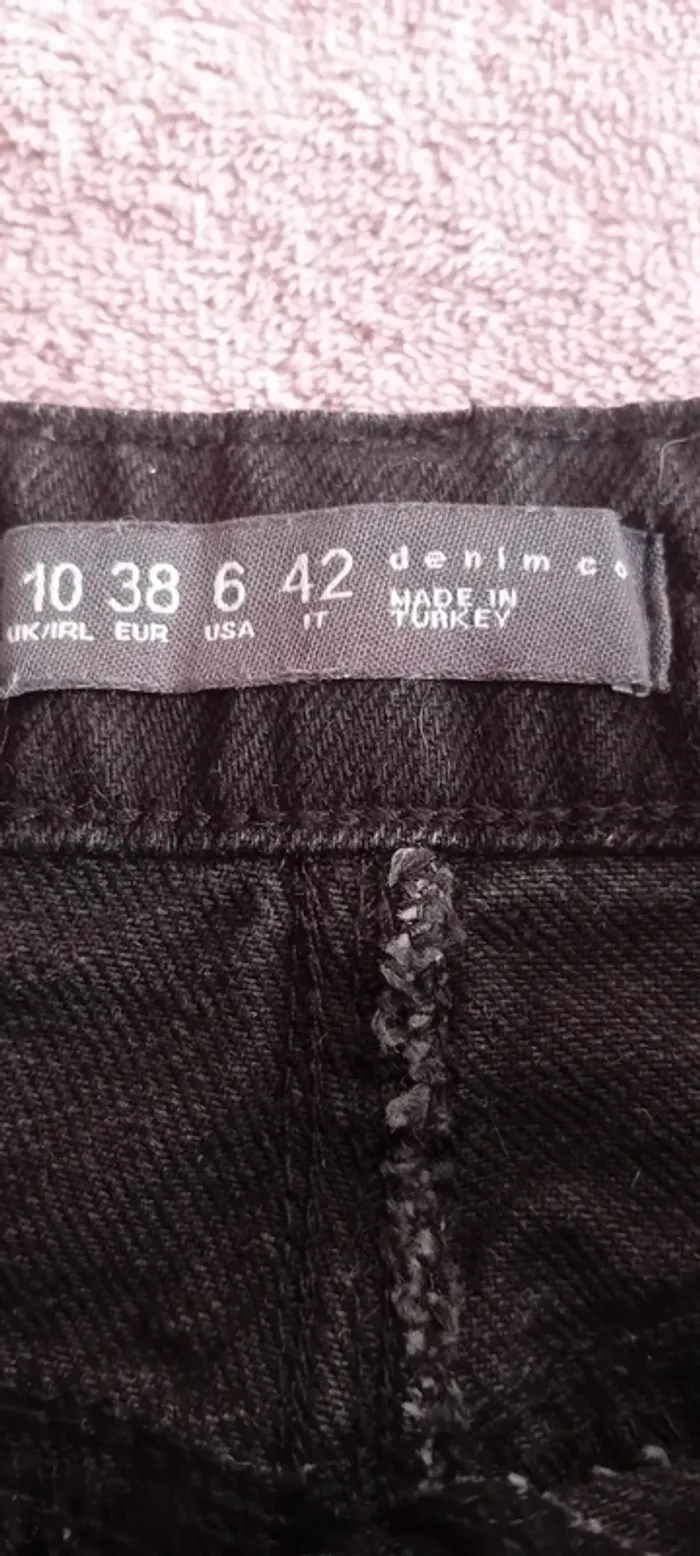 10 38 6 42 denim co
UK/IRL EUR USA IT MADE IN
TURKEY